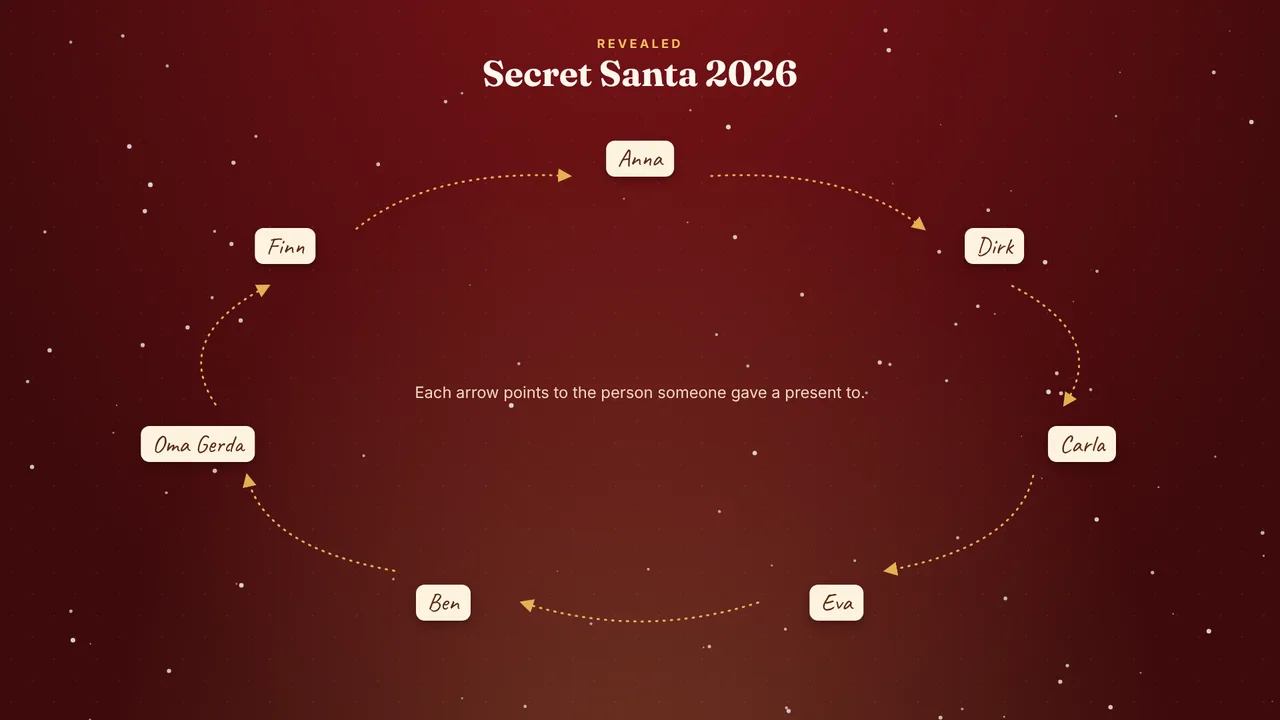 REVEALED
Secret Santa 2026
Anna
Finn
Dirk
Each arrow points to the person someone gave a present to.
Oma Gerda
Carla
Ben
Eva